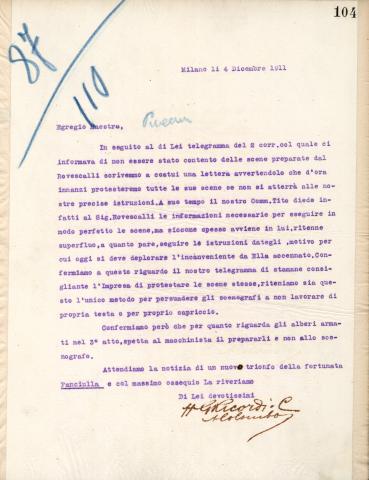 104
87
110
Milano li 4 Dicembre 1911
Puccini
Egregio Maestro,
In seguito al di Lei telegramma del 2 corr.col quale ci
informava di non essere stato contento delle scene preparate dal
Rovescalli scrivemmo a costui una lettera avvertendolo che d'ora
innanzi protesteremo tutte le sue scene se non si atterrà alle no-
stre precise istruzioni.A suo tempo il nostro Comm.Tito diede in-
fatti al Sig.Rovescalli le informazioni necessarie per eseguire in
modo perfetto le scene,ma siccome spesso avviene in lui,ritenne
superfluo,a quanto pare,seguire le istruzioni dategli ,motivo per
cui oggi si deve deplorare l'inconveniente da Ella accennato.Con-
fermiamo a questo riguardo il nostro telegramma di stamane consi-
gliante l'Impresa di protestare le scene stesse,riteniamo sia que-
sto l'unico metodo per persundere gli scenografi a non lavorare di
propria testa o per proprio capriccio.
Confermiamo però che per quanto riguarda gli alberi arma-
ti nel 3° atto,spetta al macchinista il prepararli e non allo sce-
nografo.
Attendiamo la notizia di un nuovo trionfo della fortunata
Fanciulla e col massimo ossequio La riveriamo
Di Lei devotissimi
G Ricordi & C
AColombo